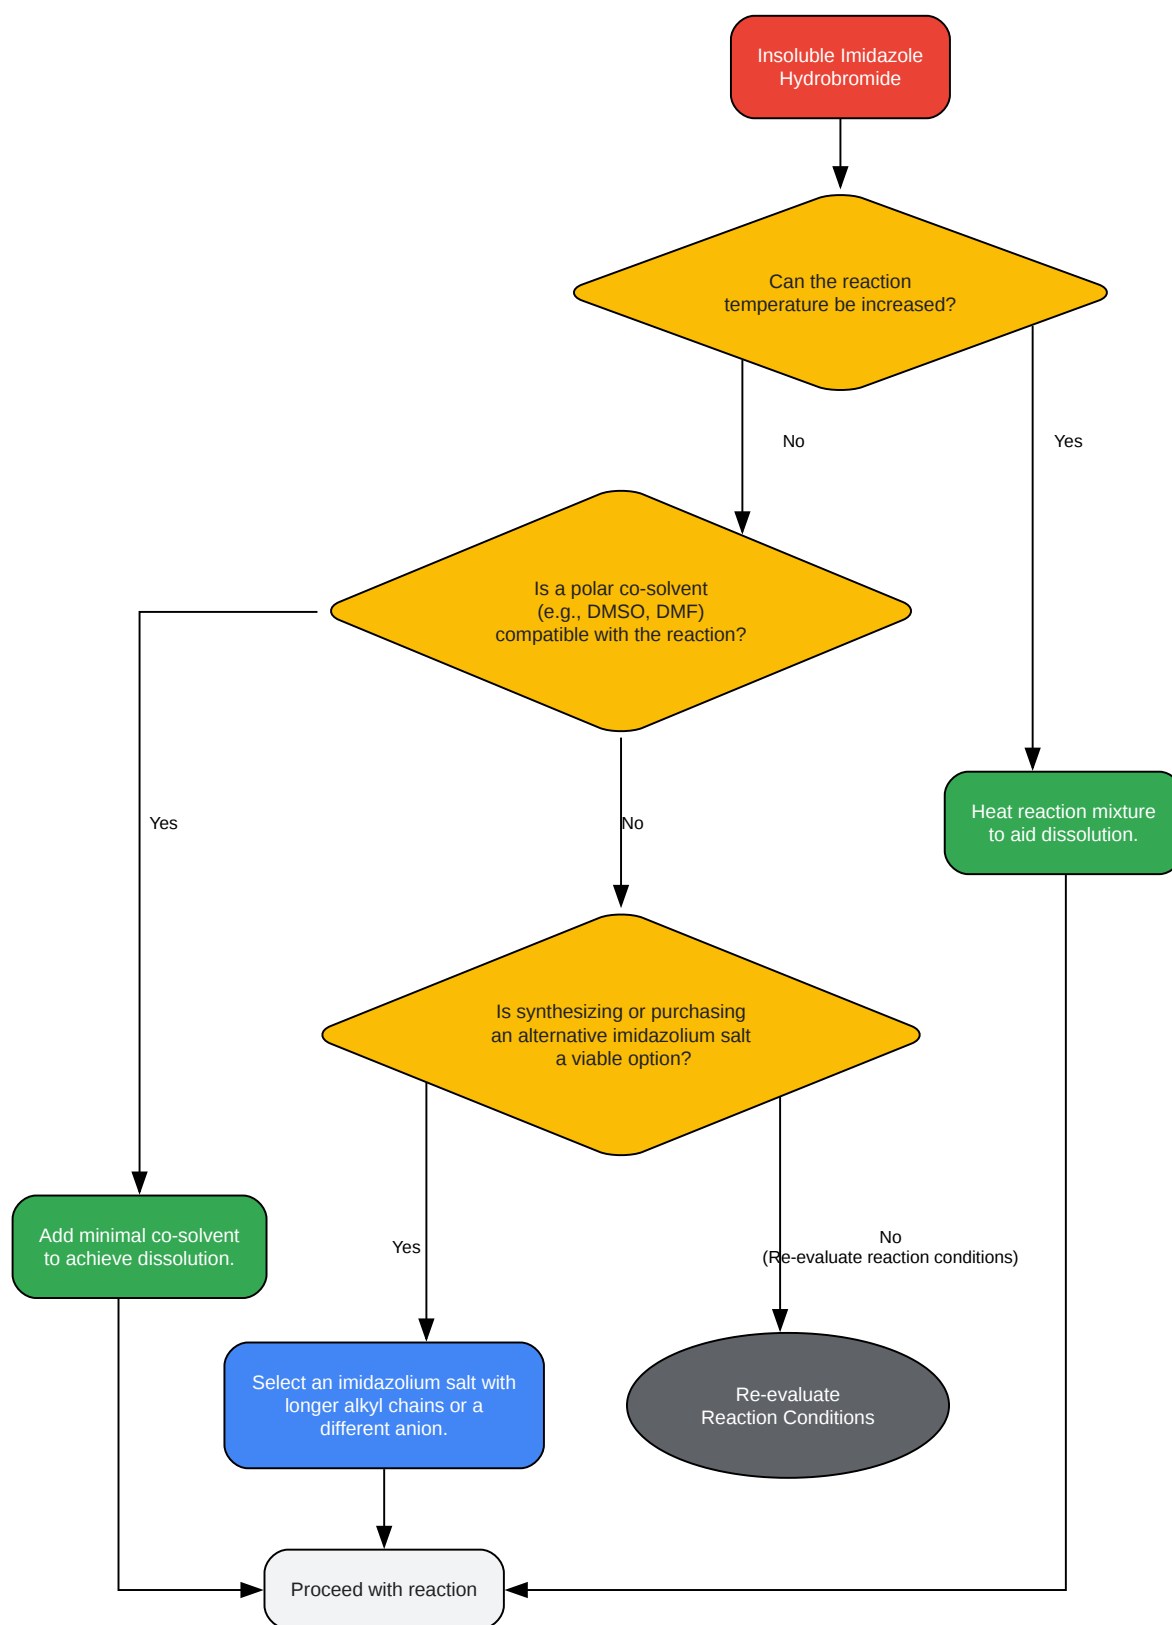 Insoluble Imidazole
Hydrobromide
Can the reaction
temperature be increased?
No
Yes
Is a polar co-solvent
(e.g., DMSO, DMF)
compatible with the reaction?
Yes
No
Heat reaction mixture
to aid dissolution.
Is synthesizing or purchasing
an alternative imidazolium salt
a viable option?
Add minimal co-solvent
to achieve dissolution.
Yes
No
(Re-evaluate reaction conditions)
Select an imidazolium salt with
longer alkyl chains or a
different anion.
Re-evaluate
Reaction Conditions
Proceed with reaction